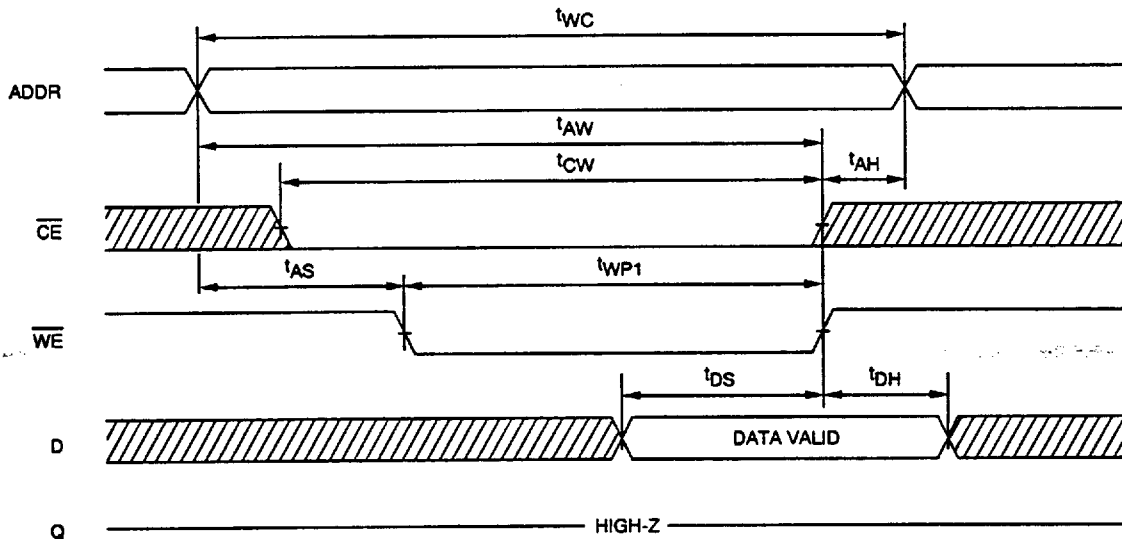 tWC
ADDR
tAW
tCW
tAH
CE
tAS
tWP1
WE
tDS
tDH
D
DATA VALID
Q
HIGH-Z